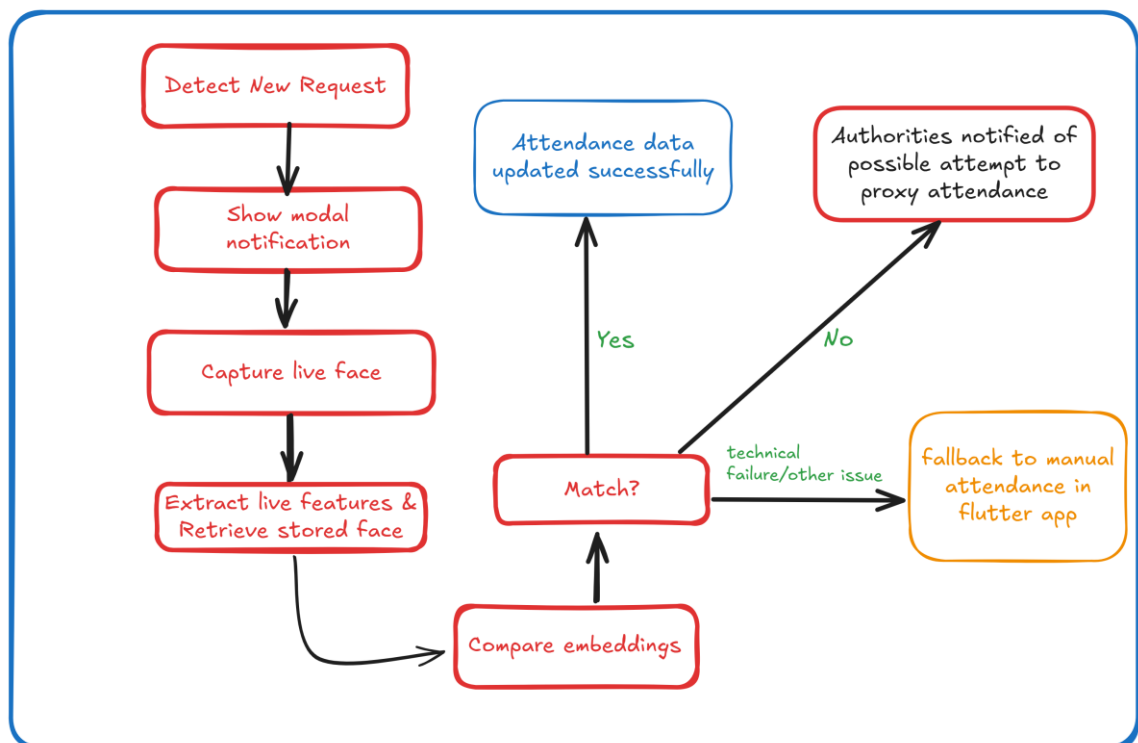 Detect New Request
Show modal
notification
Capture live face
Extract live features &
Retrieve stored face
Compare embeddings
Match?
Yes
No
technical
failure/other issue
Attendance data
updated successfully
Authorities notified of
possible attempt to
proxy attendance
fallback to manual
attendance in
flutter app